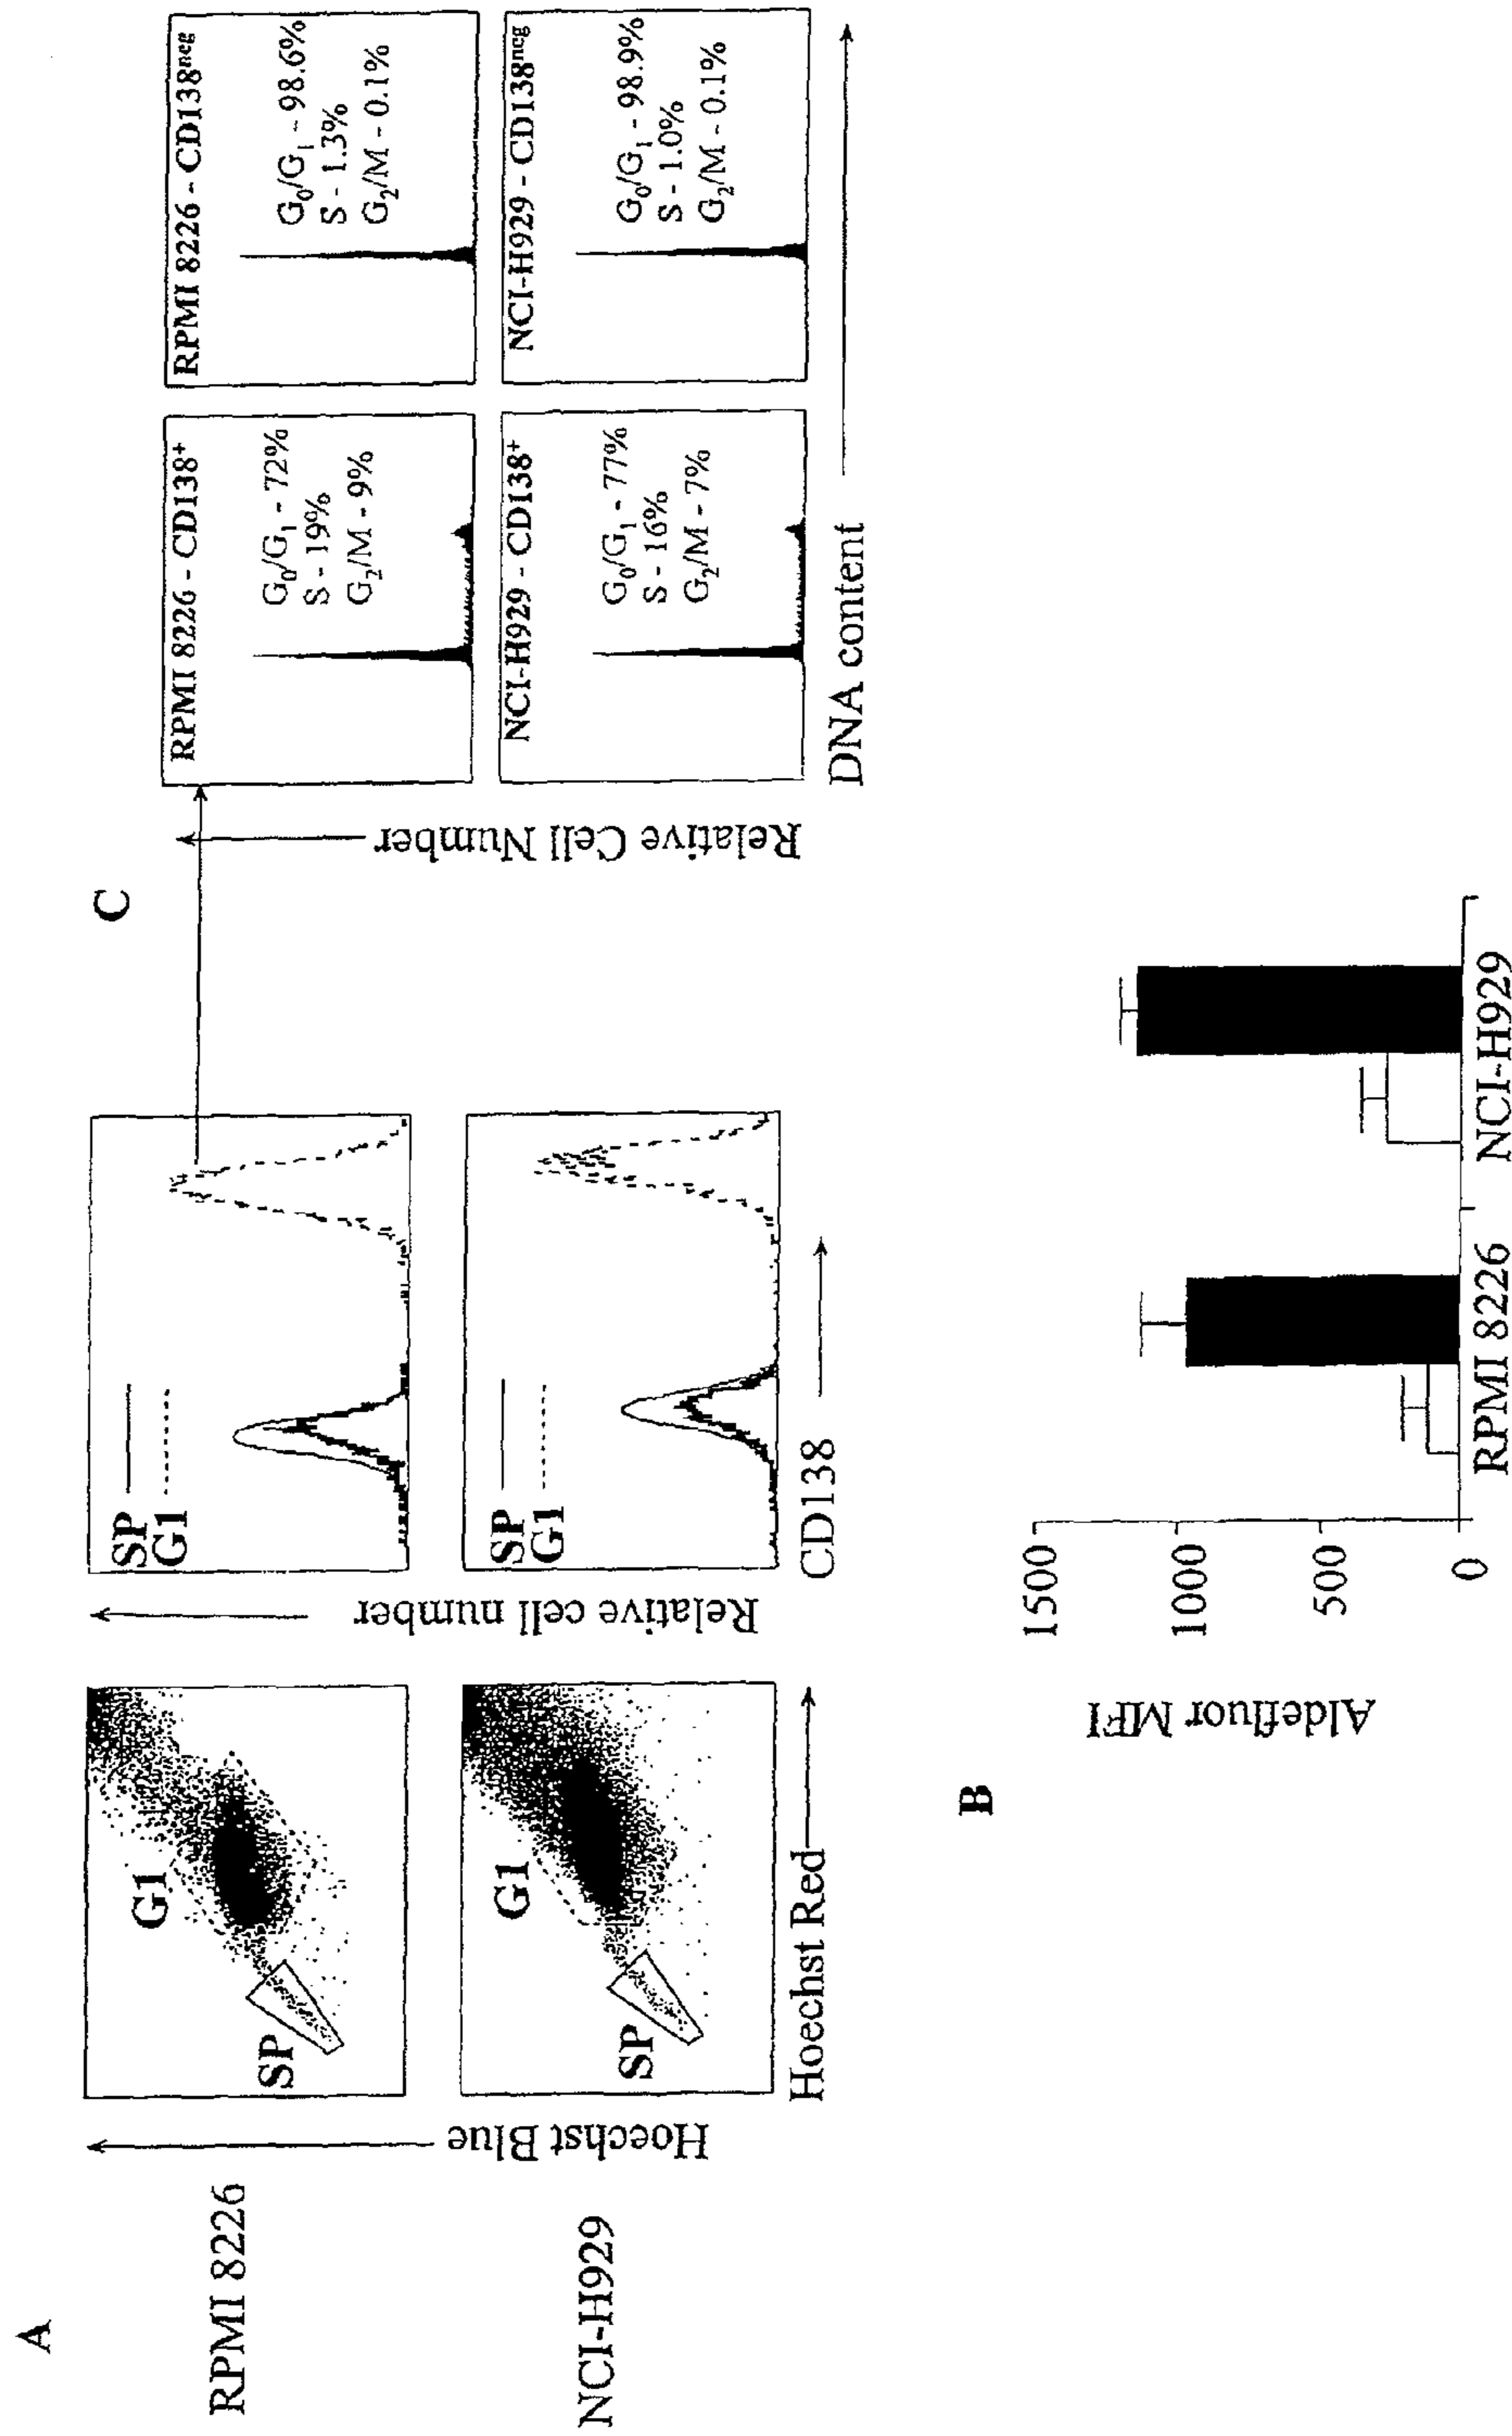 A
RPMI 8226
NCI-H929
Hoechst Blue
G1
SP
G1
SP
Hoechst Red
Relative cell number
SP
G1
SP
G1
CD138
C
Relative Cell Number
RPMI 8226 - CD138⁺
G₀/G₁ - 72%
S - 19%
G₂/M - 9%
RPMI 8226 - CD138ⁿᵉᵍ
G₀/G₁ - 98.6%
S - 1.3%
G₂/M - 0.1%
NCI-H929 - CD138⁺
G₀/G₁ - 77%
S - 16%
G₂/M - 7%
NCI-H929 - CD138ⁿᵉᵍ
G₀/G₁ - 98.9%
S - 1.0%
G₂/M - 0.1%
DNA content
B
Aldefluor MFI
1500
1000
500
0
RPMI 8226
NCI-H929